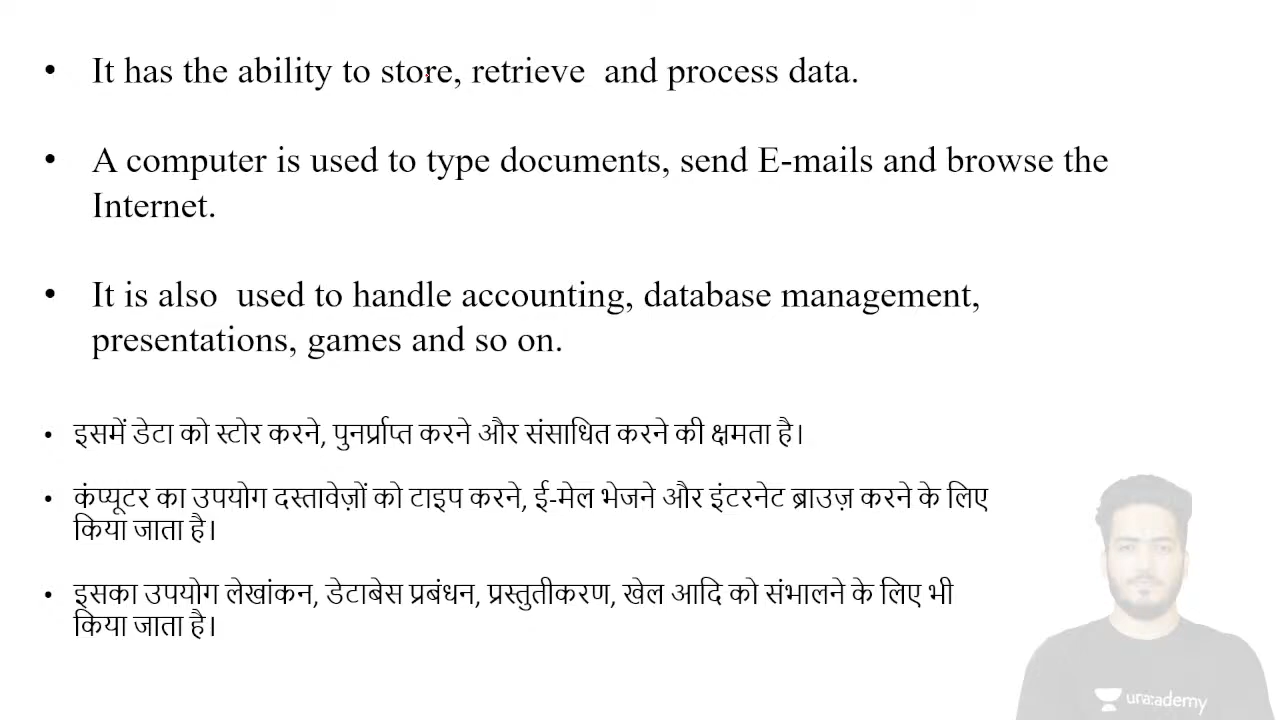 • It has the ability to store, retrieve and process data.
• A computer is used to type documents, send E-mails and browse the
Internet.
• It is also used to handle accounting, database management,
presentations, games and so on.
• इसमें डेटा को स्टोर करने, पुनर्प्राप्त करने और संसाधित करने की क्षमता है।
• कंप्यूटर का उपयोग दस्तावेज़ों को टाइप करने, ई-मेल भेजने और इंटरनेट ब्राउज़ करने के लिए
किया जाता है।
• इसका उपयोग लेखांकन, डेटाबेस प्रबंधन, प्रस्तुतीकरण, खेल आदि को संभालने के लिए भी
किया जाता है।
unacademy